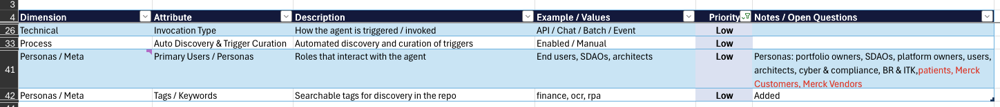 3
4 Dimension Attribute Description Example / Values Priority Notes / Open Questions
26 Technical Invocation Type How the agent is triggered / invoked API / Chat / Batch / Event Low
33 Process Auto Discovery & Trigger Curation Automated discovery and curation of triggers Enabled / Manual Low
41 Personas / Meta Primary Users / Personas Roles that interact with the agent End users, SDAOs, architects Low Personas: portfolio owners, SDAOs, platform owners, users,
architects, cyber & compliance, BR & ITK,patients, Merck
Customers, Merck Vendors
42 Personas / Meta Tags / Keywords Searchable tags for discovery in the repo finance, ocr, rpa Low Added